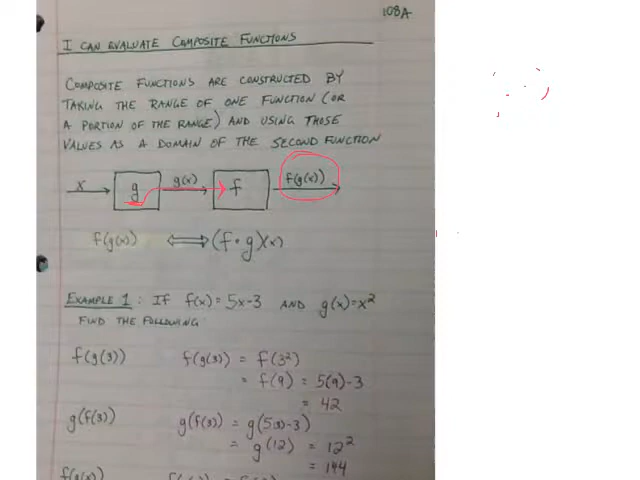 108A
I CAN EVALUATE COMPOSITE FUNCTIONS
COMPOSITE FUNCTIONS ARE CONSTRUCTED BY
TAKING THE RANGE OF ONE FUNCTION (OR
A PORTION OF THE RANGE) AND USING THOSE
VALUES AS A DOMAIN OF THE SECOND FUNCTION
x g g(x) f f(g(x))
f(g(x)) ⟺ (f∘g)(x)
EXAMPLE 1: IF f(x)=5x-3 AND g(x)=x²
FIND THE FOLLOWING
f(g(3)) f(g(3)) = f(3²)
= f(9) = 5(9)-3
= 42
g(f(3)) g(f(3)) = g(5(3)-3)
= g(12) = 12²
= 144
f(g(x))